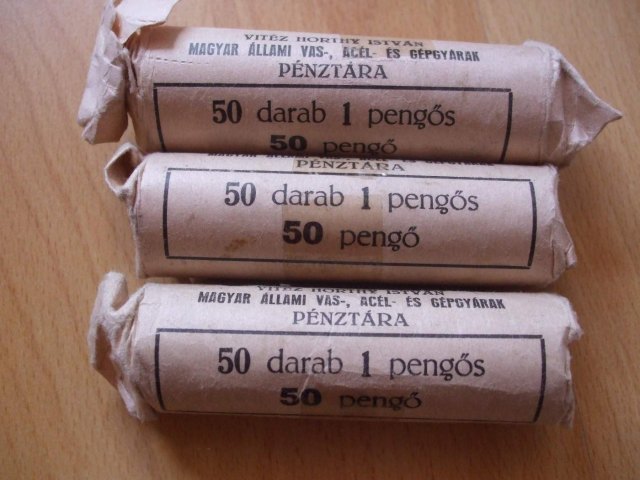 VITÉZ HORTHY ISTVÁN
MAGYAR ÁLLAMI VAS-, ACÉL- ÉS GÉPGYÁRAK
PÉNZTÁRA
50 darab 1 pengős
50 pengő
PÉNZTÁRA
50 darab 1 pengős
50 pengő
VITÉZ HORTHY ISTVÁN
MAGYAR ÁLLAMI VAS-, ACÉL- ÉS GÉPGYÁRAK
PÉNZTÁRA
50 darab 1 pengős
50 pengő